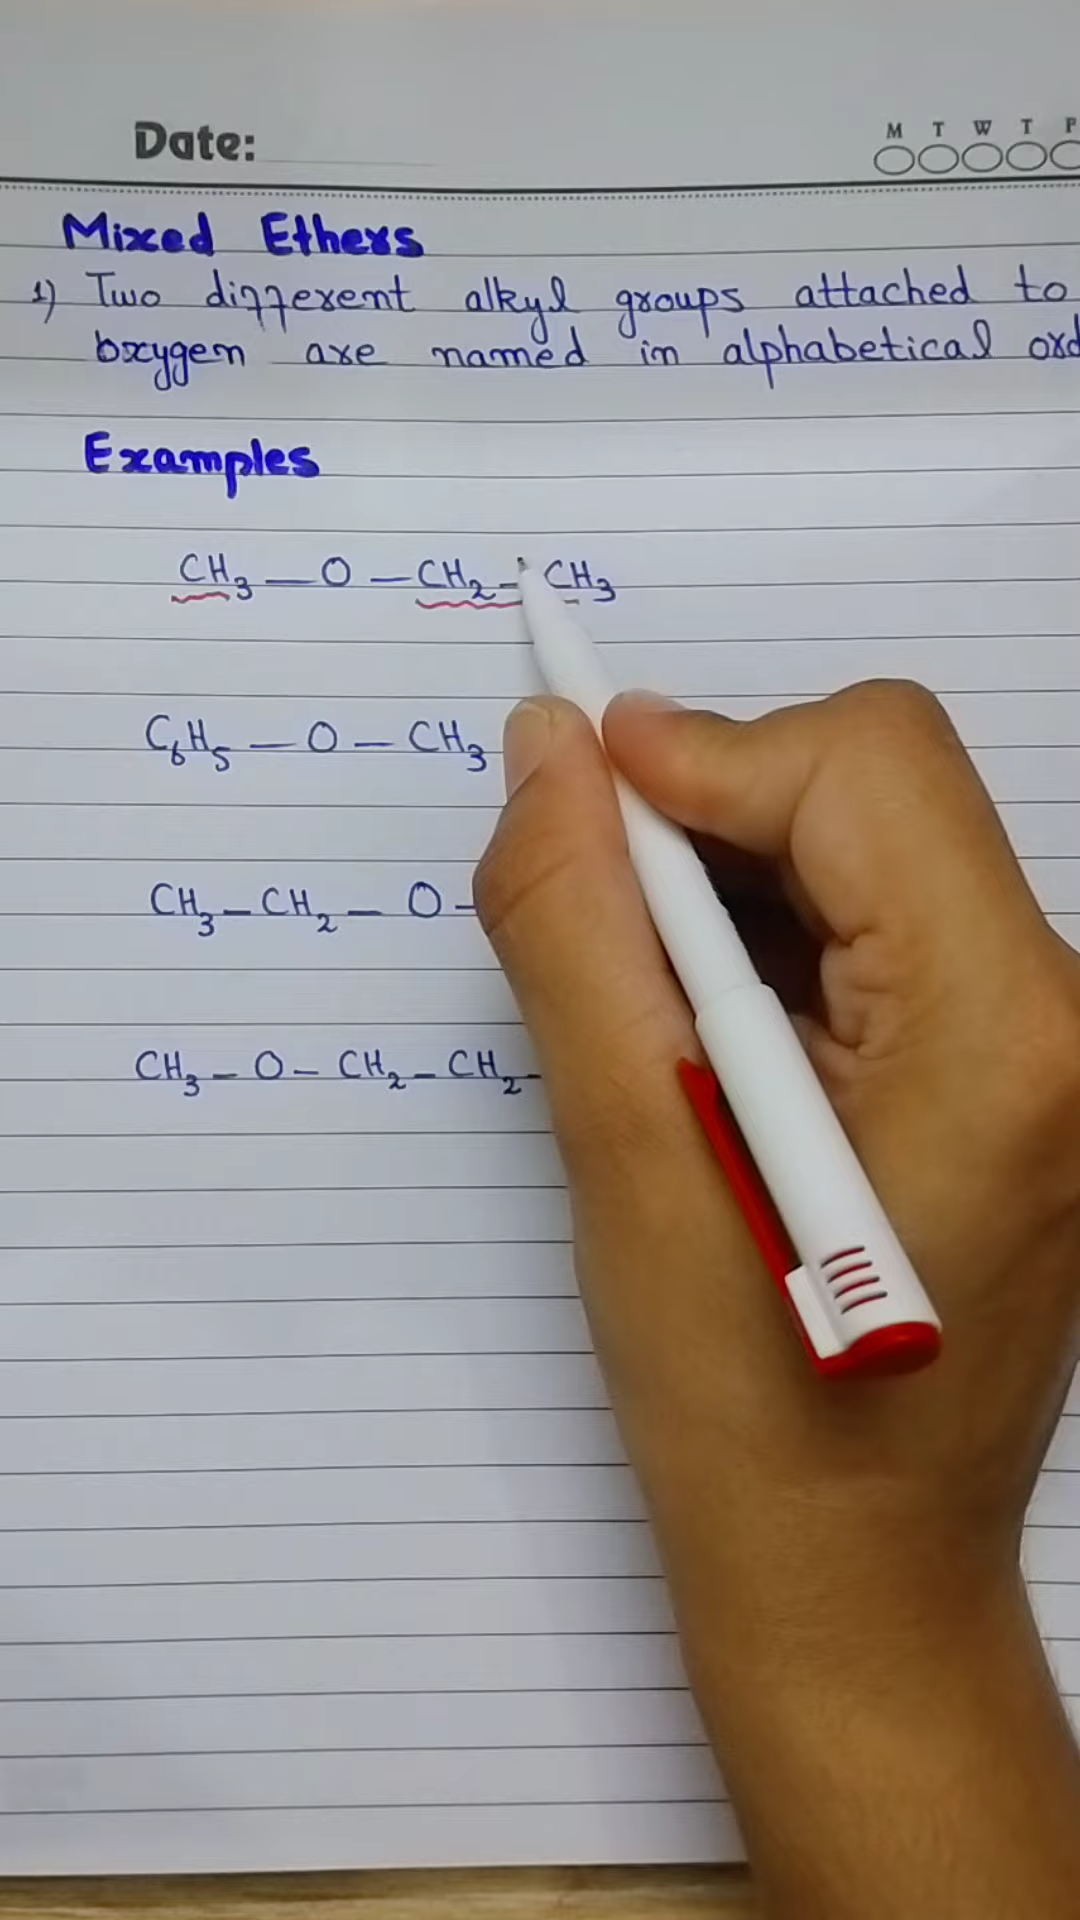 Date:
M T W T F
Mixed Ethers
1) Two different alkyl groups attached to
oxygen are named in alphabetical ord
Examples
CH₃ — O — CH₂ - CH₃
C₆H₅ — O — CH₃
CH₃ - CH₂ — O -
CH₃ - O - CH₂ - CH₂ -